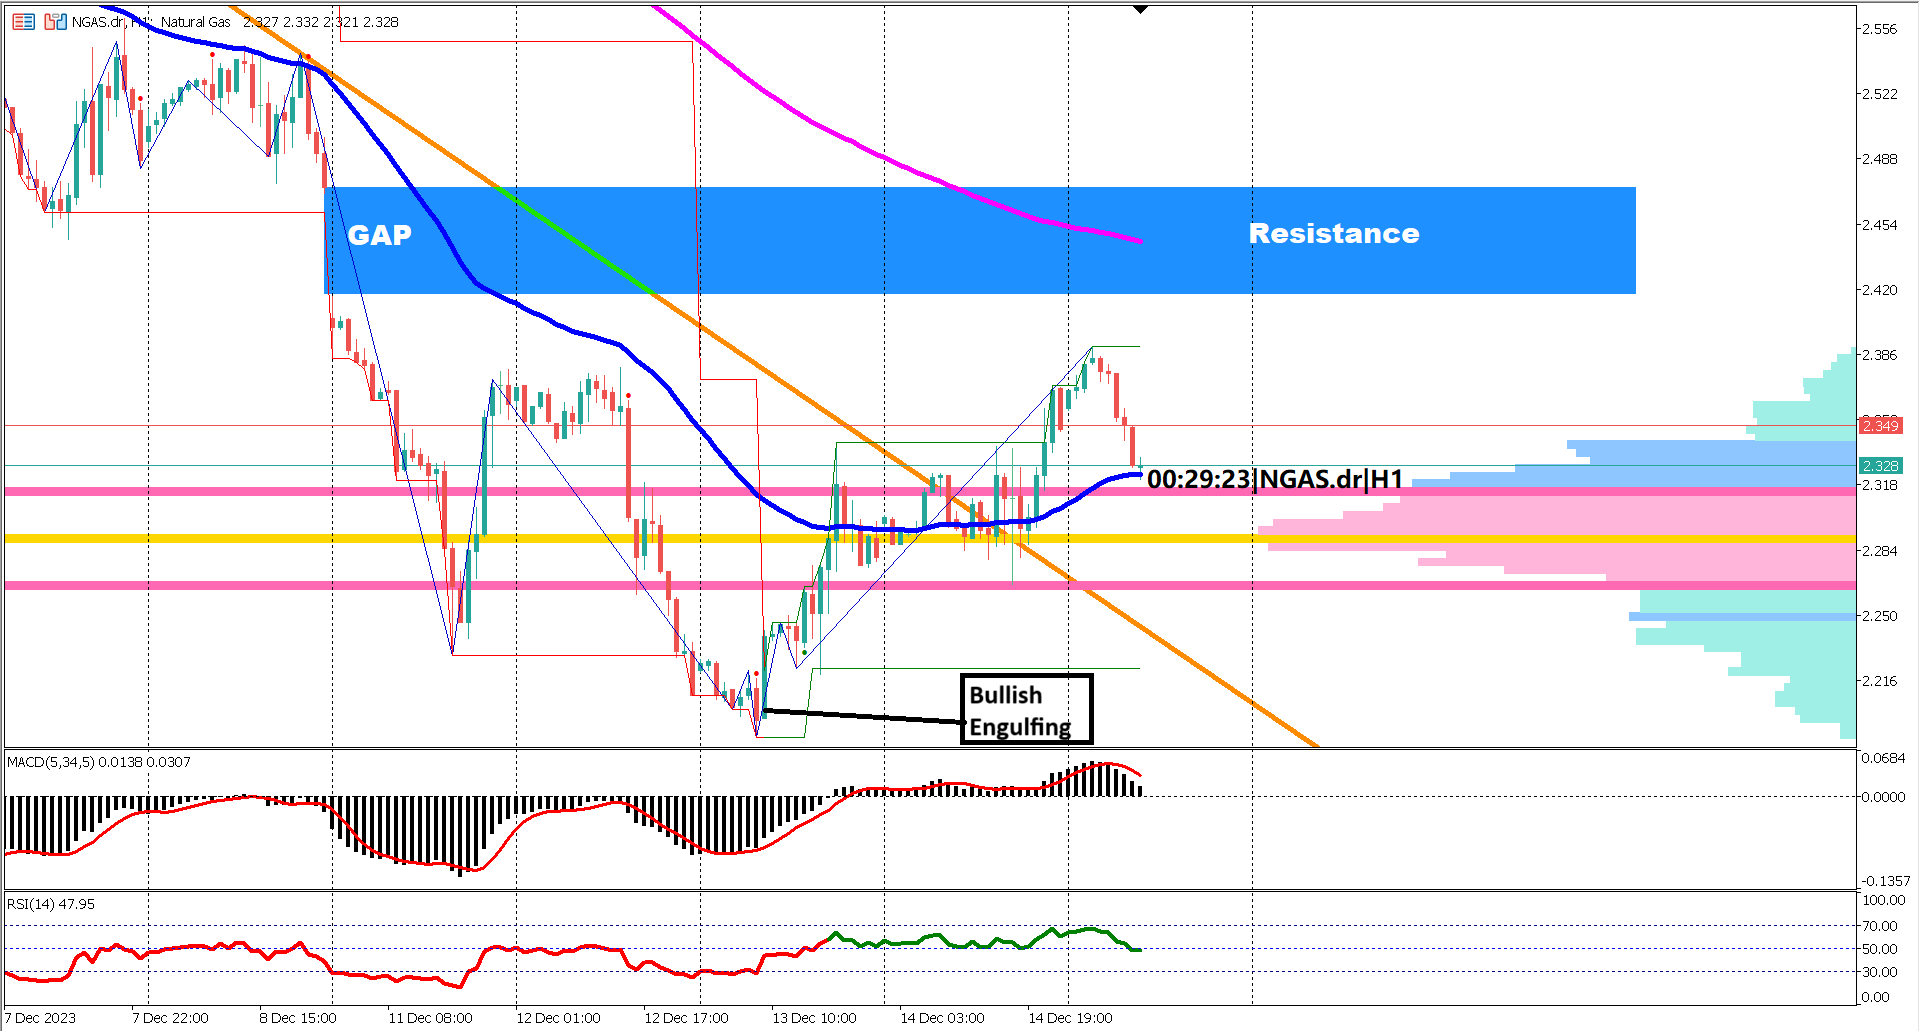 NGAS.dr, H1: Natural Gas 2.327 2.332 2.321 2.328
GAP
Resistance
00:29:23|NGAS.dr|H1
Bullish
Engulfing
2.556
2.522
2.488
2.454
2.420
2.386
2.349
2.328
2.318
2.284
2.250
2.216
MACD(5,34,5) 0.0138 0.0307
0.0684
0.0000
-0.1357
RSI(14) 47.95
100.00
70.00
50.00
30.00
0.00
7 Dec 2023
7 Dec 22:00
8 Dec 15:00
11 Dec 08:00
12 Dec 01:00
12 Dec 17:00
13 Dec 10:00
14 Dec 03:00
14 Dec 19:00